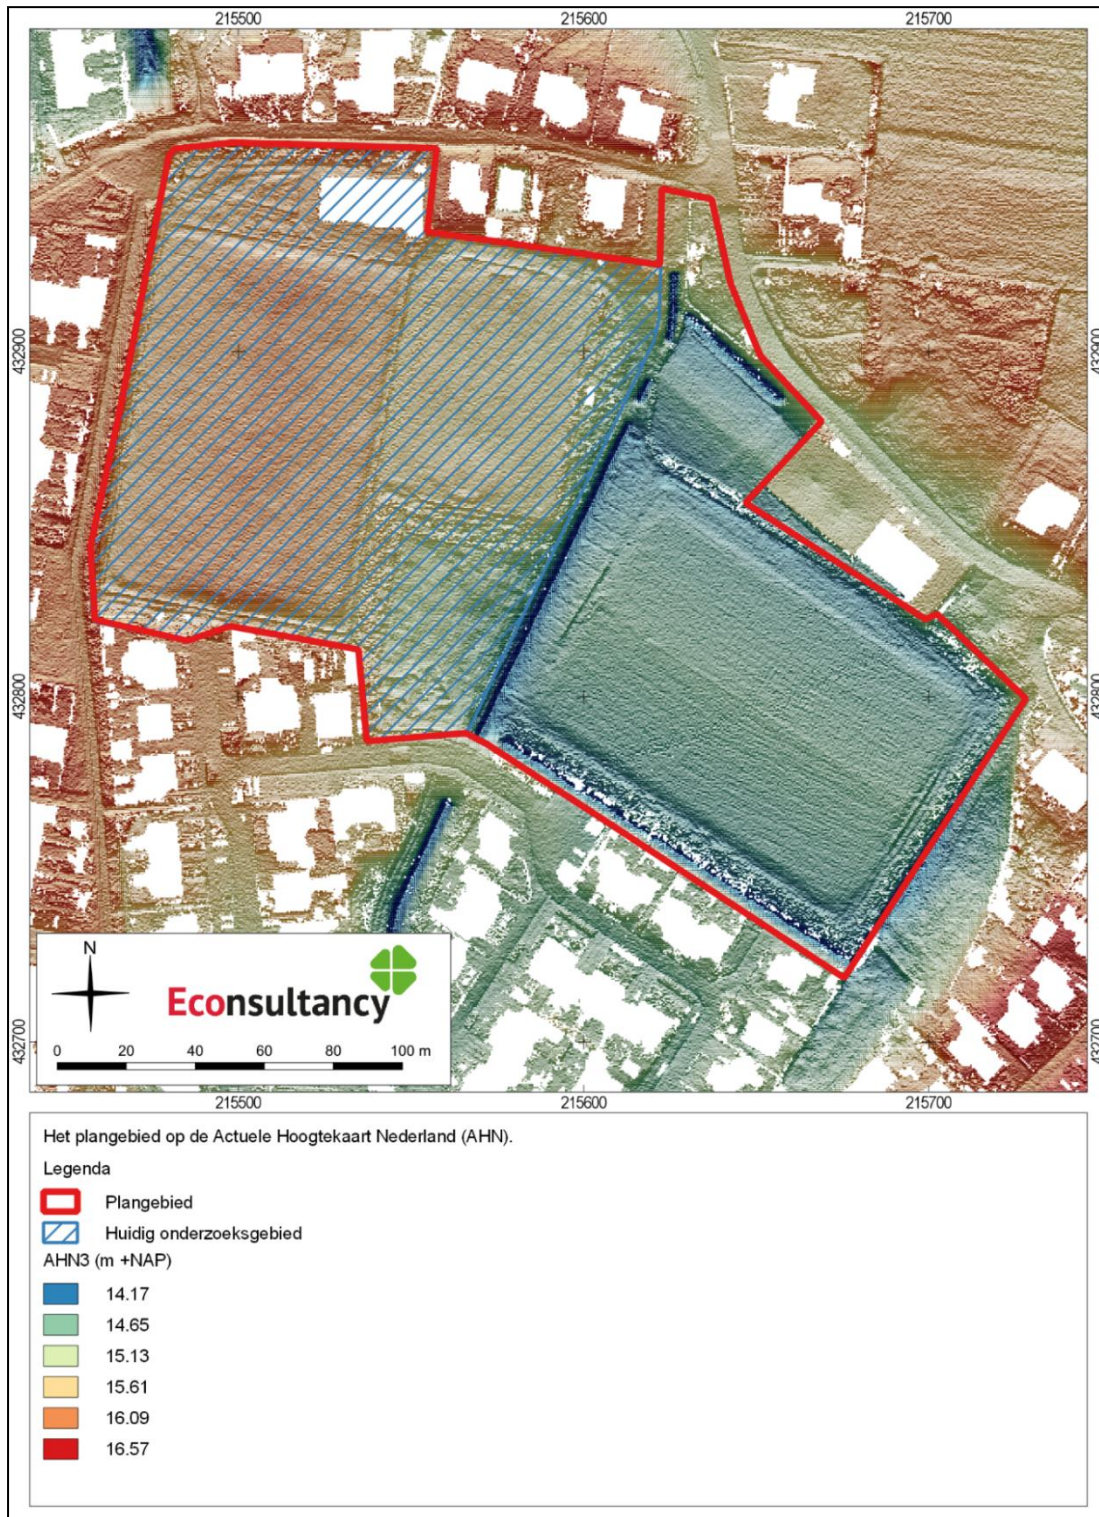 215500 215600 215700
432900 432900
432800 432800
432700 432700
N
Econsultancy
0 20 40 60 80 100 m
215500 215600 215700
Het plangebied op de Actuele Hoogtekaart Nederland (AHN).
Legenda
Plangebied
Huidig onderzoeksgebied
AHN3 (m +NAP)
14.17
14.65
15.13
15.61
16.09
16.57